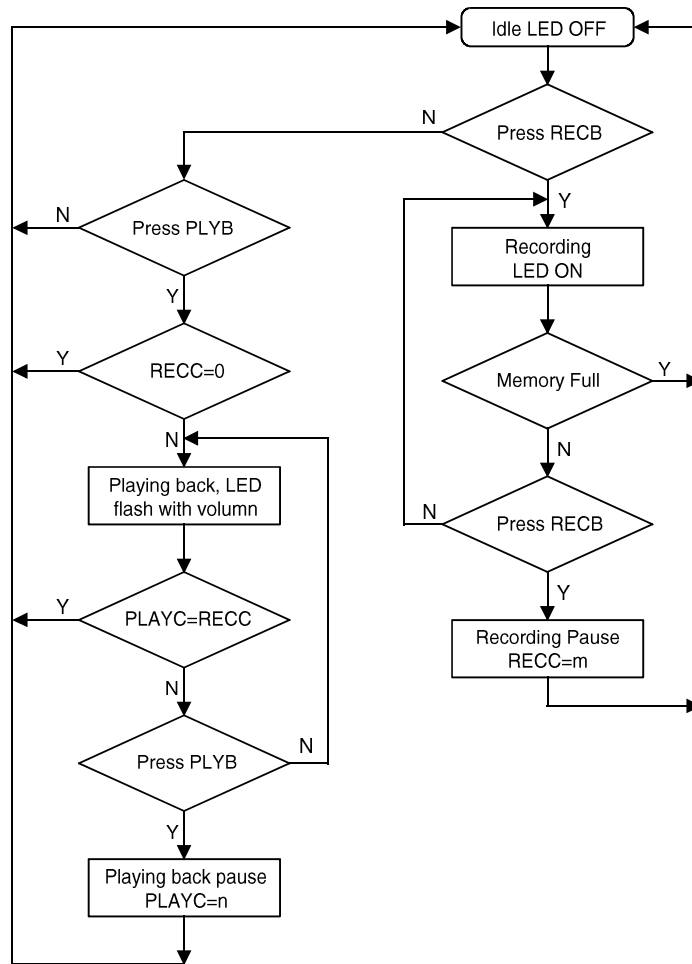 Idle LED OFF
Press RECB
N
Y
Press PLYB
N
Y
Recording
LED ON
RECC=0
Y
N
Memory Full
Y
N
Playing back, LED
flash with volumn
Press RECB
N
Y
PLAYC=RECC
Y
N
Recording Pause
RECC=m
Press PLYB
N
Y
Playing back pause
PLAYC=n